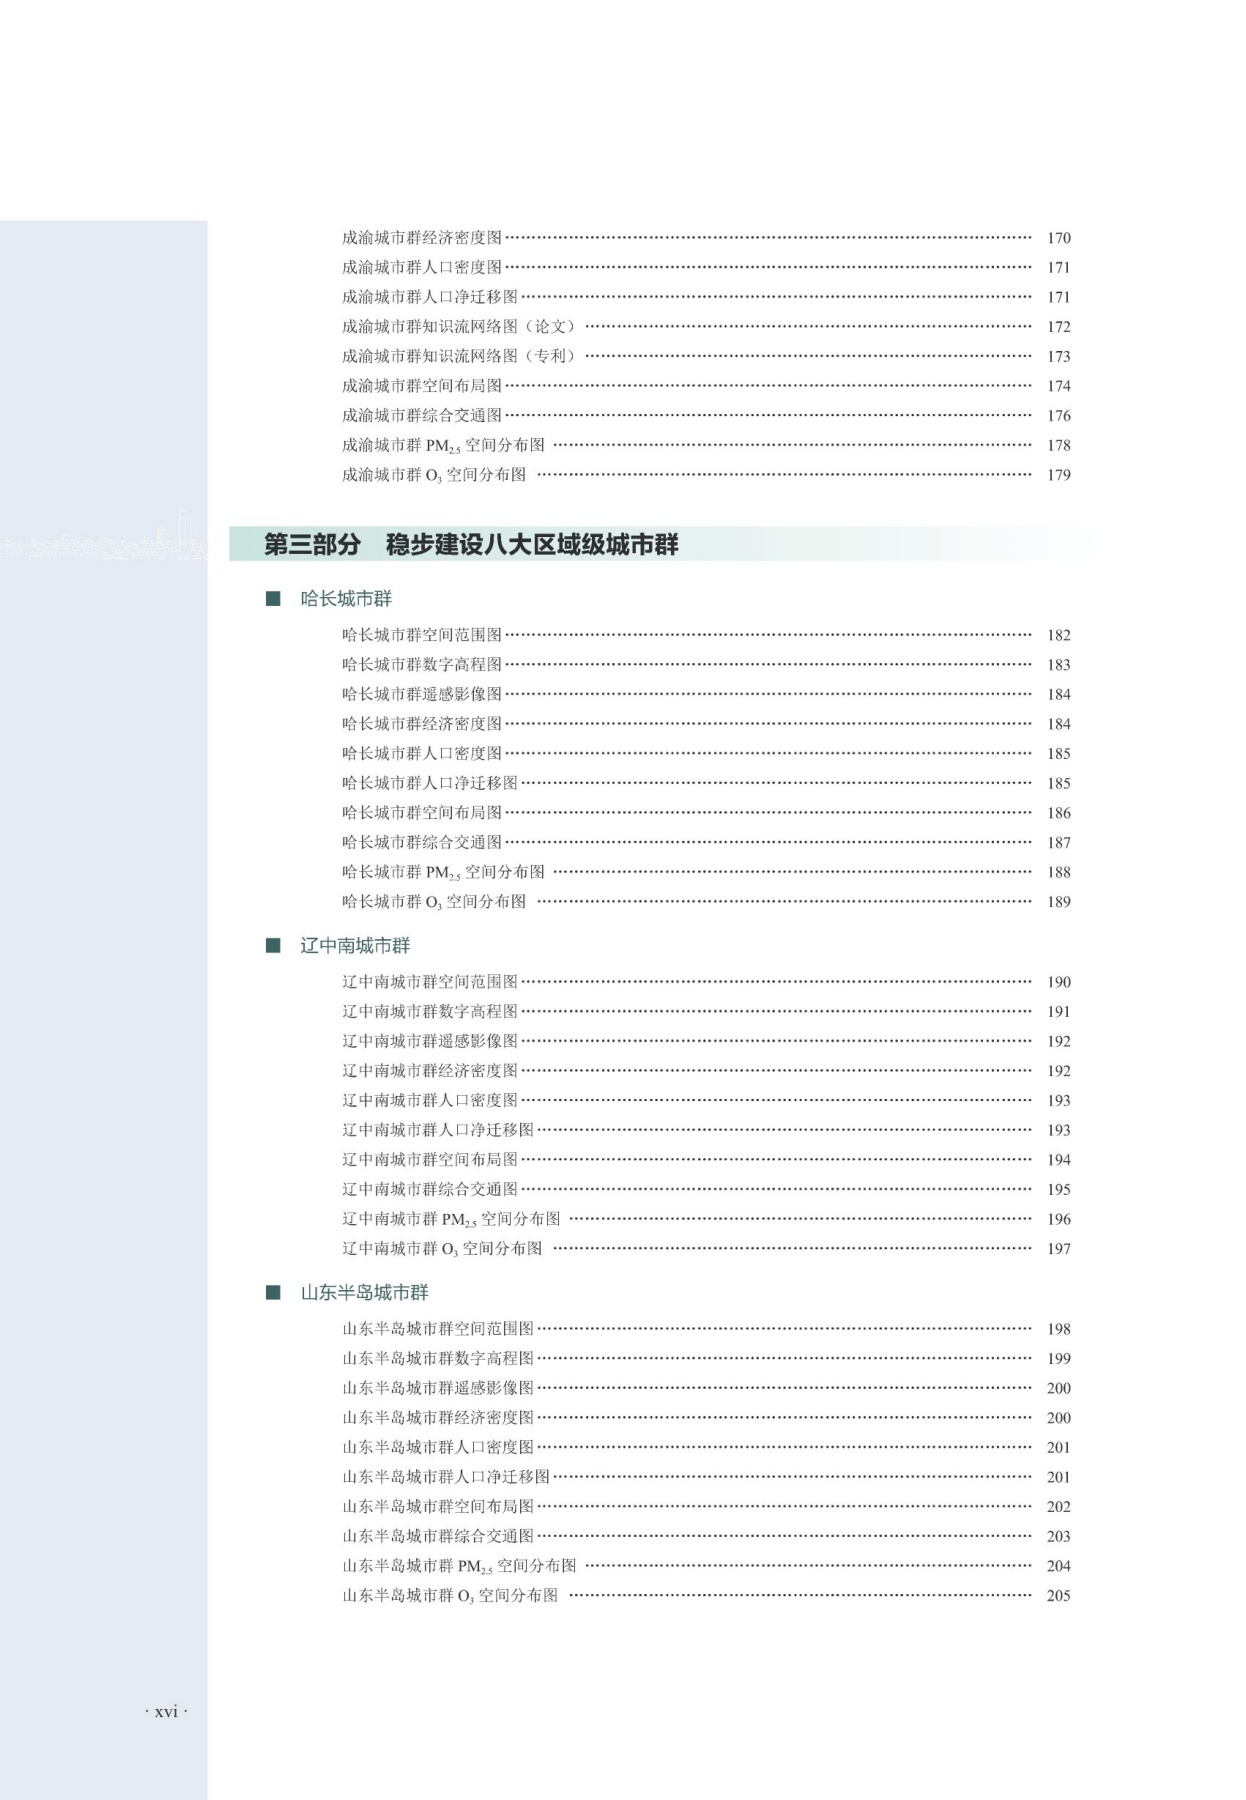 成渝城市群经济密度图 170
成渝城市群人口密度图 171
成渝城市群人口净迁移图 171
成渝城市群知识流网络图（论文） 172
成渝城市群知识流网络图（专利） 173
成渝城市群空间布局图 174
成渝城市群综合交通图 176
成渝城市群 PM2.5 空间分布图 178
成渝城市群 O3 空间分布图 179
第三部分 稳步建设八大区域级城市群
■ 哈长城市群
哈长城市群空间范围图 182
哈长城市群数字高程图 183
哈长城市群遥感影像图 184
哈长城市群经济密度图 184
哈长城市群人口密度图 185
哈长城市群人口净迁移图 185
哈长城市群空间布局图 186
哈长城市群综合交通图 187
哈长城市群 PM2.5 空间分布图 188
哈长城市群 O3 空间分布图 189
■ 辽中南城市群
辽中南城市群空间范围图 190
辽中南城市群数字高程图 191
辽中南城市群遥感影像图 192
辽中南城市群经济密度图 192
辽中南城市群人口密度图 193
辽中南城市群人口净迁移图 193
辽中南城市群空间布局图 194
辽中南城市群综合交通图 195
辽中南城市群 PM2.5 空间分布图 196
辽中南城市群 O3 空间分布图 197
■ 山东半岛城市群
山东半岛城市群空间范围图 198
山东半岛城市群数字高程图 199
山东半岛城市群遥感影像图 200
山东半岛城市群经济密度图 200
山东半岛城市群人口密度图 201
山东半岛城市群人口净迁移图 201
山东半岛城市群空间布局图 202
山东半岛城市群综合交通图 203
山东半岛城市群 PM2.5 空间分布图 204
山东半岛城市群 O3 空间分布图 205
· xvi ·